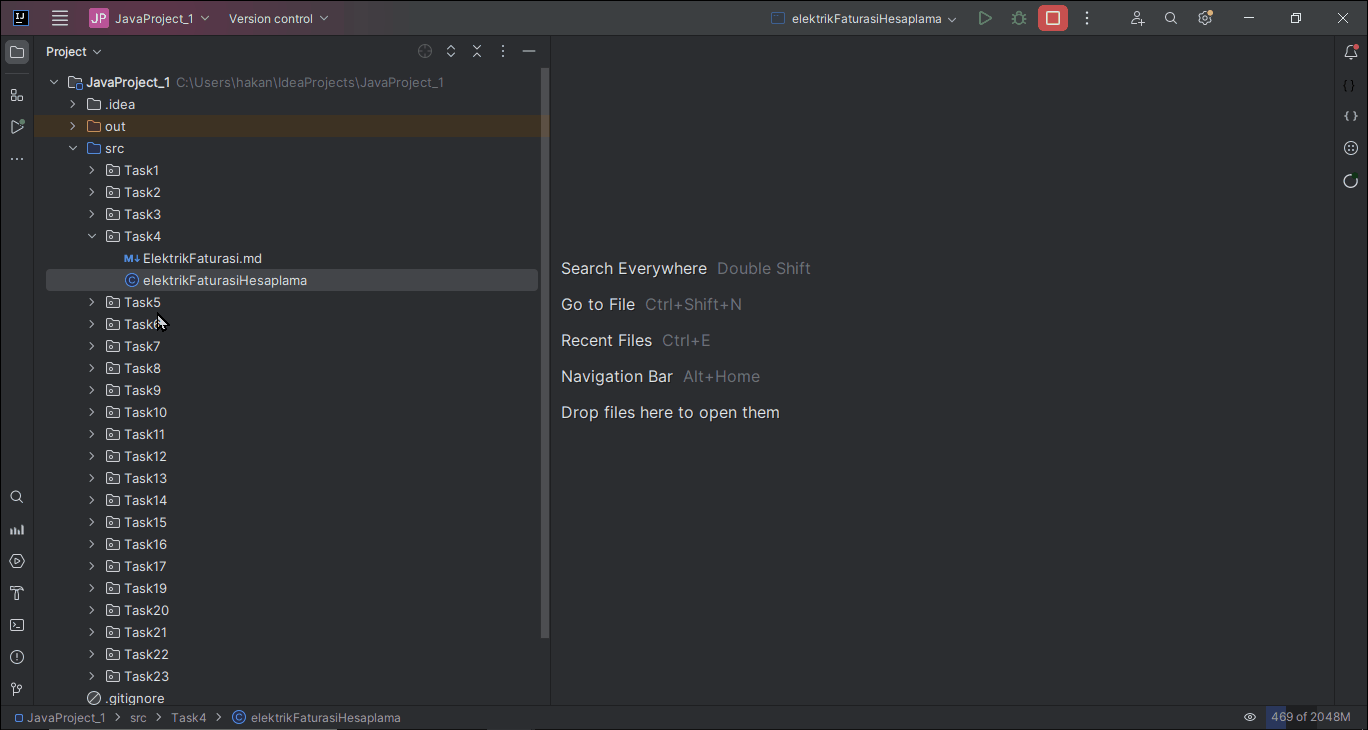 IJ JP JavaProject_1 Version control elektrikFaturasiHesaplama
Project
JavaProject_1 C:\Users\hakan\IdeaProjects\JavaProject_1
.idea
out
src
Task1
Task2
Task3
Task4
M↓ ElektrikFaturasi.md
C elektrikFaturasiHesaplama
Task5
Task6
Task7
Task8
Task9
Task10
Task11
Task12
Task13
Task14
Task15
Task16
Task17
Task19
Task20
Task21
Task22
Task23
.gitignore
Search Everywhere Double Shift
Go to File Ctrl+Shift+N
Recent Files Ctrl+E
Navigation Bar Alt+Home
Drop files here to open them
JavaProject_1 > src > Task4 > C elektrikFaturasiHesaplama 469 of 2048M